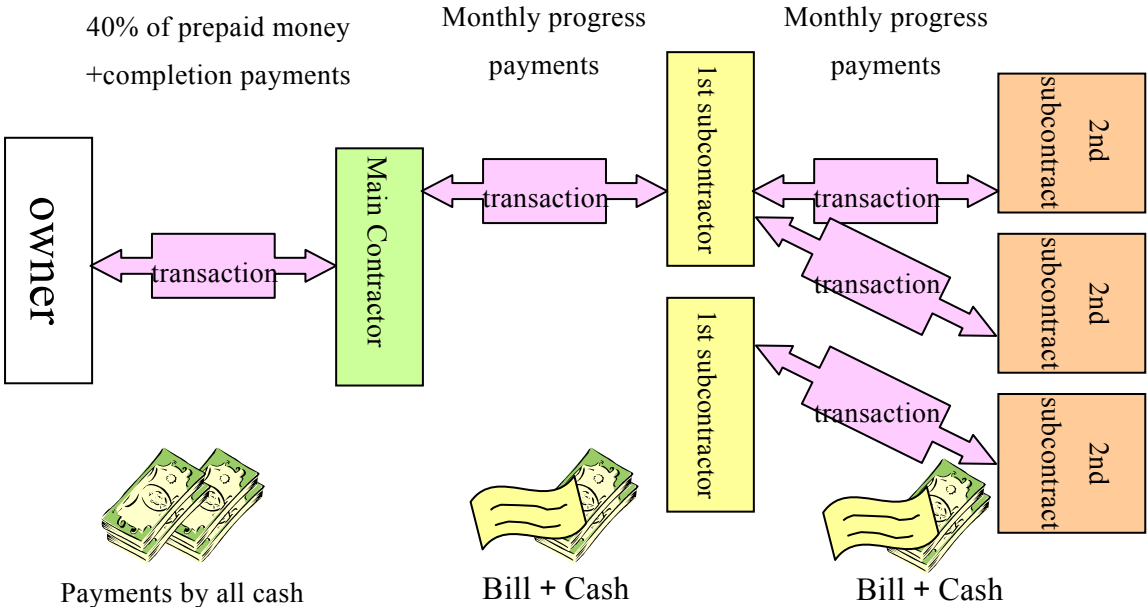 40% of prepaid money
+completion payments
Monthly progress
payments
Monthly progress
payments
owner
transaction
Main Contractor
transaction
1st subcontractor
transaction
transaction
2nd
subcontract
2nd
subcontract
1st subcontractor
transaction
2nd
subcontract
Payments by all cash
Bill + Cash
Bill + Cash